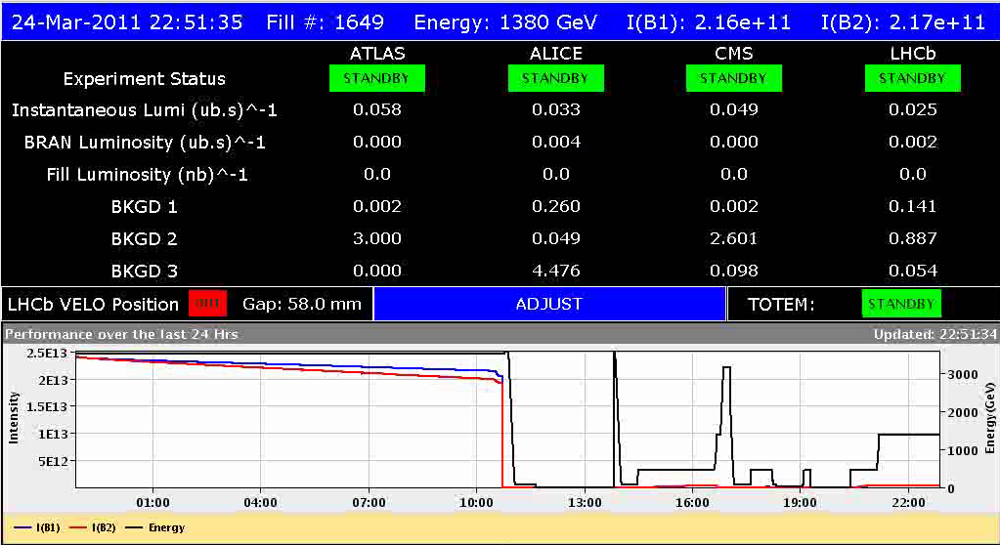 24-Mar-2011 22:51:35 Fill #: 1649 Energy: 1380 GeV I(B1): 2.16e+11 I(B2): 2.17e+11
ATLAS ALICE CMS LHCb
Experiment Status STANDBY STANDBY STANDBY STANDBY
Instantaneous Lumi (ub.s)^-1 0.058 0.033 0.049 0.025
BRAN Luminosity (ub.s)^-1 0.000 0.004 0.000 0.002
Fill Luminosity (nb)^-1 0.0 0.0 0.0 0.0
BKGD 1 0.002 0.260 0.002 0.141
BKGD 2 3.000 0.049 2.601 0.887
BKGD 3 0.000 4.476 0.098 0.054
LHCb VELO Position OUT Gap: 58.0 mm ADJUST TOTEM: STANDBY
Performance over the last 24 Hrs Updated: 22:51:34
2.5E13
2E13 3000
1.5E13 2000
1E13 1000
5E12 0
Intensity
Energy(GeV)
01:00 04:00 07:00 10:00 13:00 16:00 19:00 22:00
I(B1) I(B2) Energy